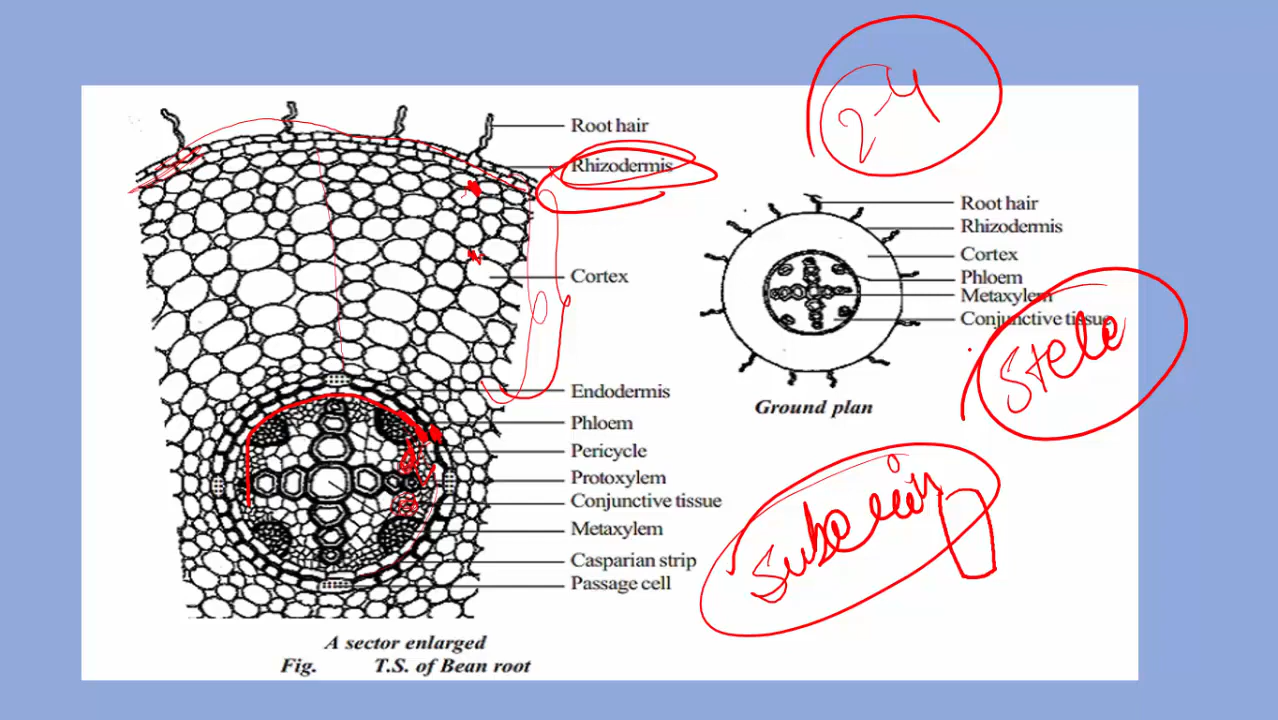 2-4
Root hair
Rhizodermis
Cortex
Endodermis
Phloem
Pericycle
Protoxylem
Conjunctive tissue
Metaxylem
Casparian strip
Passage cell
A sector enlarged
Fig. T.S. of Bean root
Root hair
Rhizodermis
Cortex
Phloem
Metaxylem
Conjunctive tissue
Ground plan
Stele
Suberin